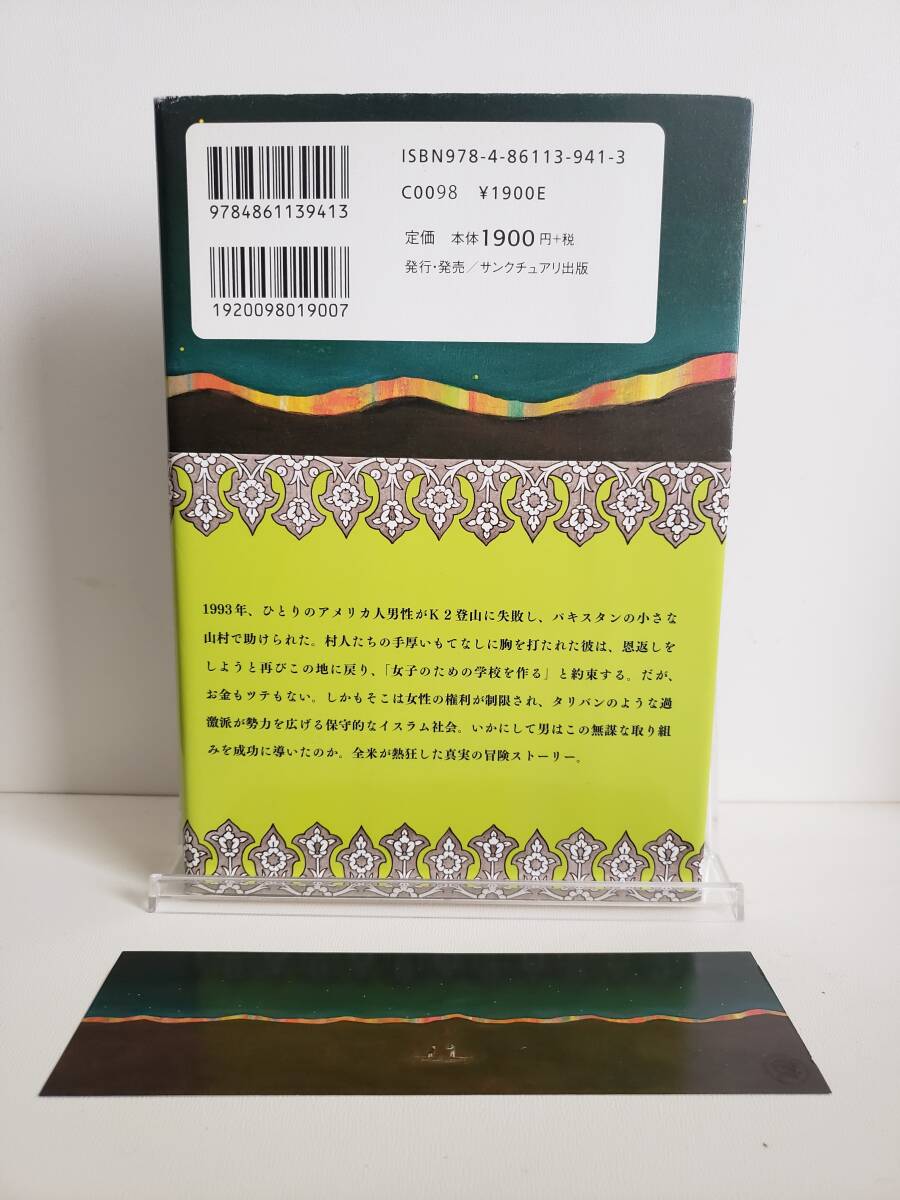 9784861139413
ISBN978-4-86113-941-3
C0098 ¥1900E
定価 本体1900円+税
発行・発売／サンクチュアリ出版
1920098019007
1993年、ひとりのアメリカ人男性がK2登山に失敗し、パキスタンの小さな
山村で助けられた。村人たちの手厚いもてなしに胸を打たれた彼は、恩返しを
しようと再びこの地に戻り、「女子のための学校を作る」と約束する。だが、
お金もツテもない。しかもそこは女性の権利が制限され、タリバンのような過
激派が勢力を広げる保守的なイスラム社会。いかにして男はこの無謀な取り組
みを成功に導いたのか。全米が熱狂した真実の冒険ストーリー。